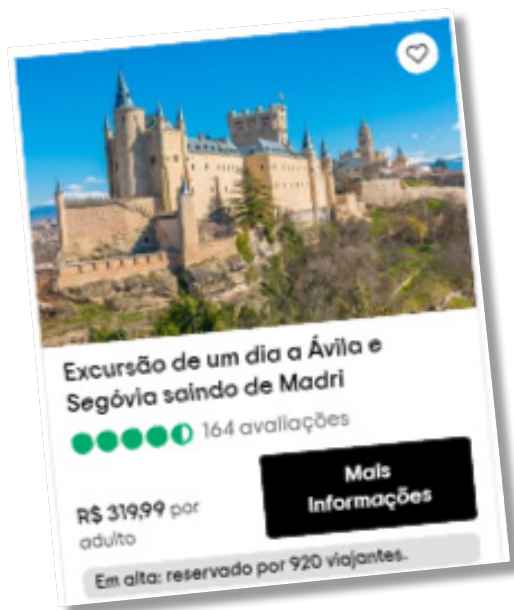 Excursão de um dia a Ávila e
Segóvia saindo de Madri
164 avaliações
R$ 319,99 por
adulto
Mais
Informações
Em alta: reservado por 920 viajantes.